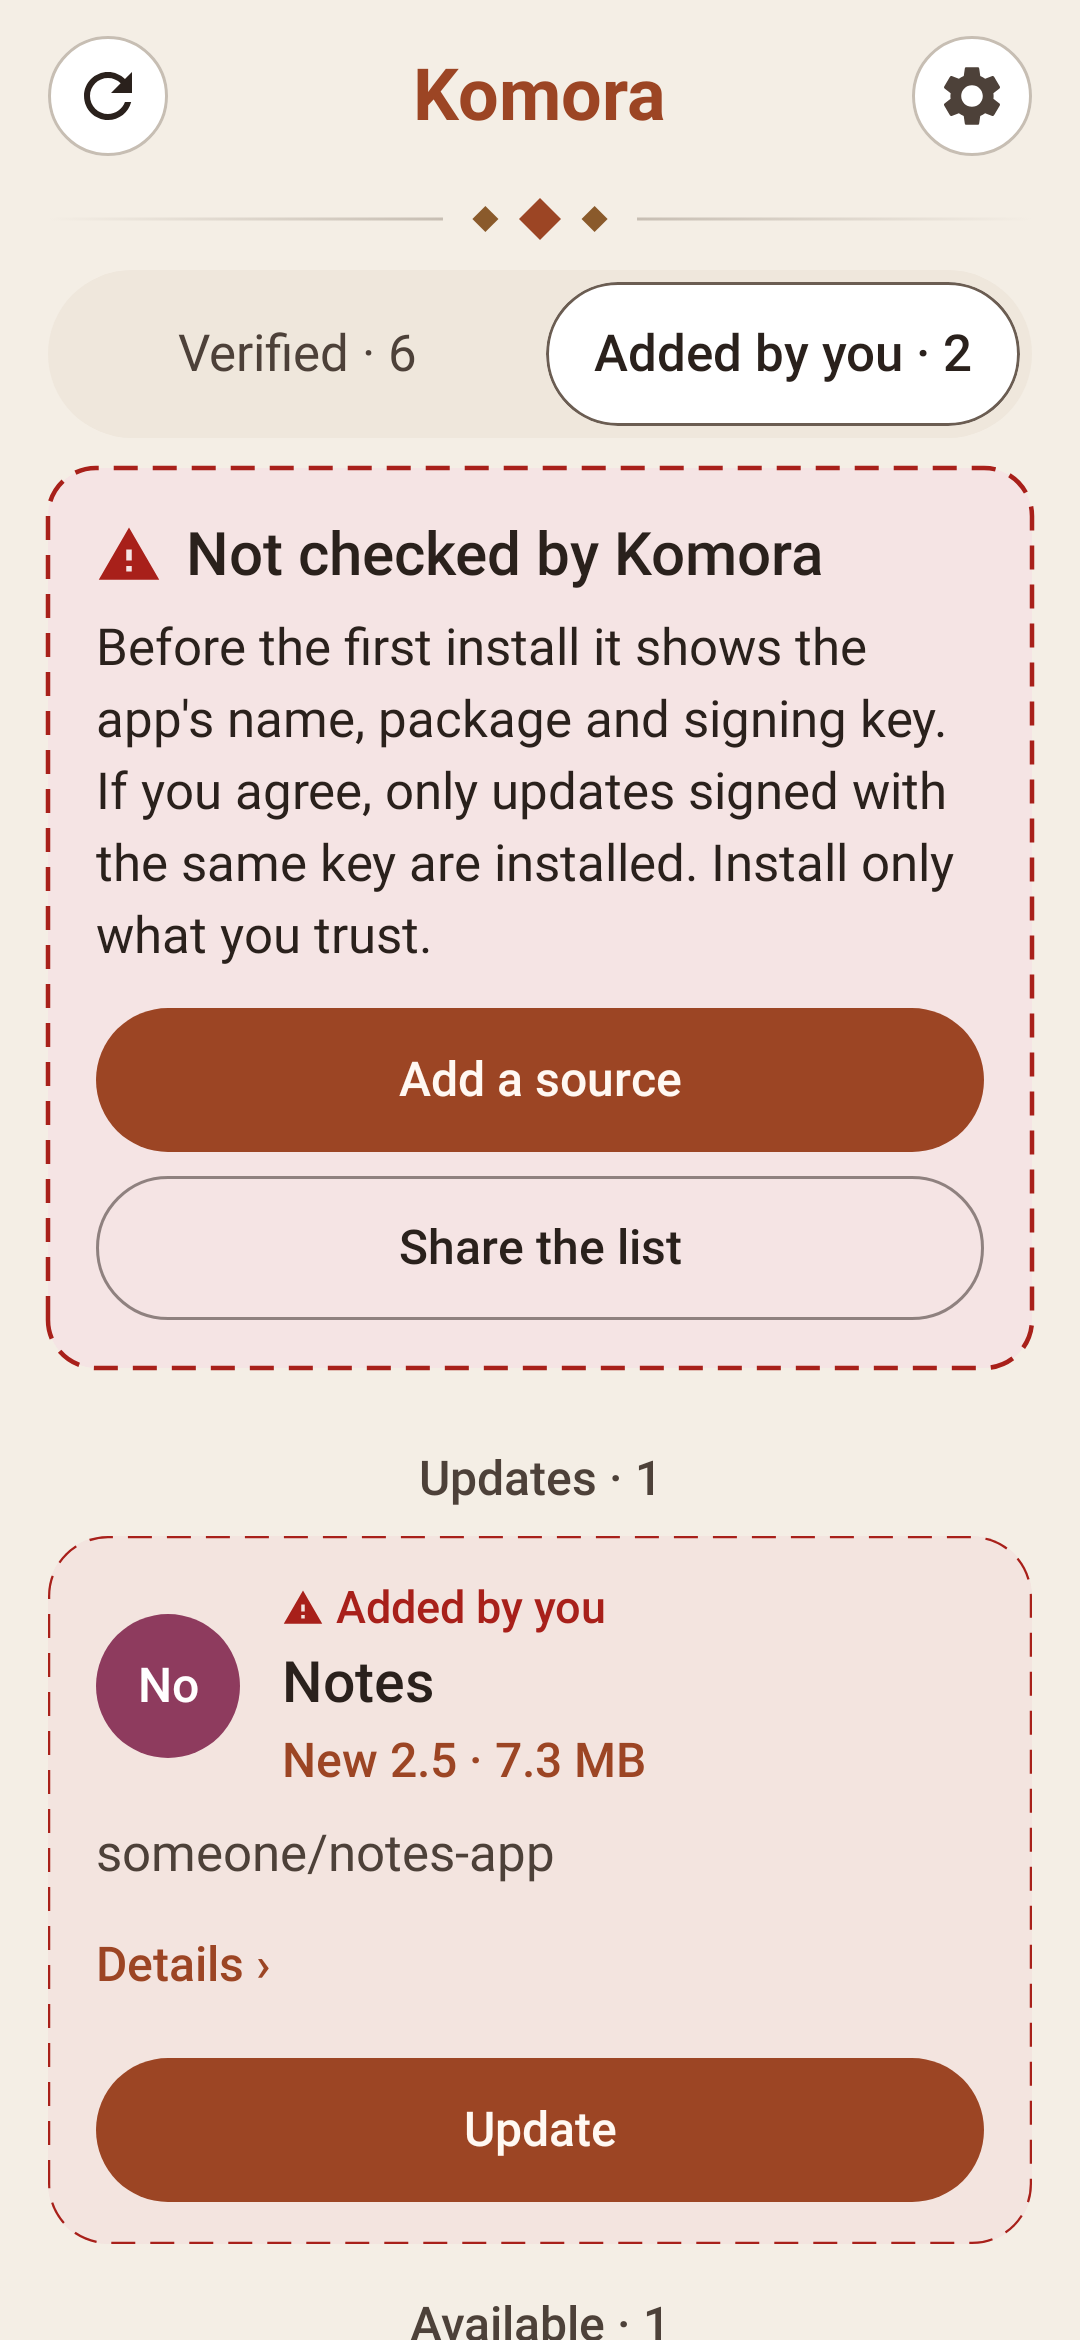 Komora
Verified · 6
Added by you · 2
Not checked by Komora
Before the first install it shows the
app's name, package and signing key.
If you agree, only updates signed with
the same key are installed. Install only
what you trust.
Add a source
Share the list
Updates · 1
Added by you
No
Notes
New 2.5 · 7.3 MB
someone/notes-app
Details ›
Update
Available · 1